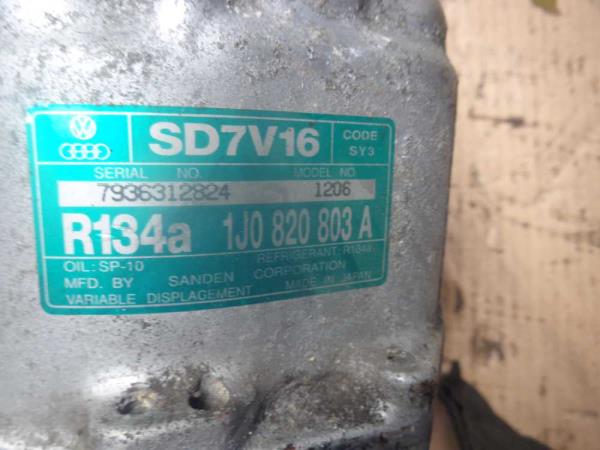 SD7V16 CODE
SY3
SERIAL NO. MODEL NO.
7936312824 1206
R134a 1J0 820 803 A
OIL: SP-10 REFRIGERANT: R134a
MFD. BY SANDEN CORPORATION
VARIABLE DISPLAGEMENT MADE IN JAPAN